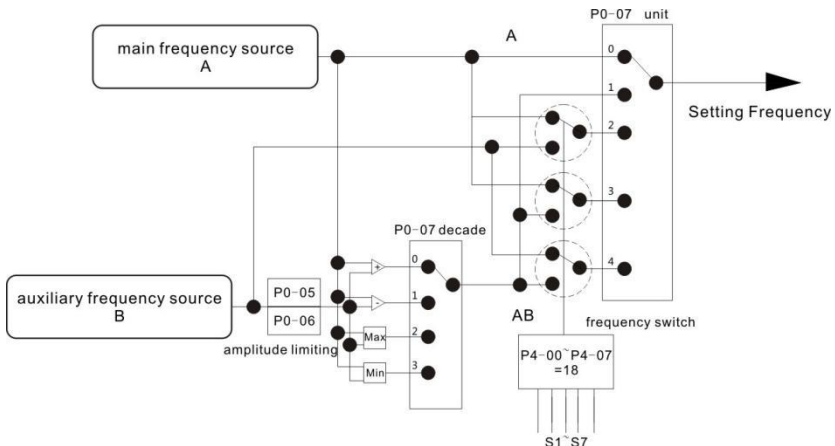 P0-07 unit
main frequency source
A
A
0
1
2
3
4
Setting Frequency
P0-07 decade
auxiliary frequency source
B
P0-05
P0-06
amplitude limiting
+
-
Max
Min
0
1
2
3
AB
frequency switch
P4-00~P4-07
=18
S1~S7